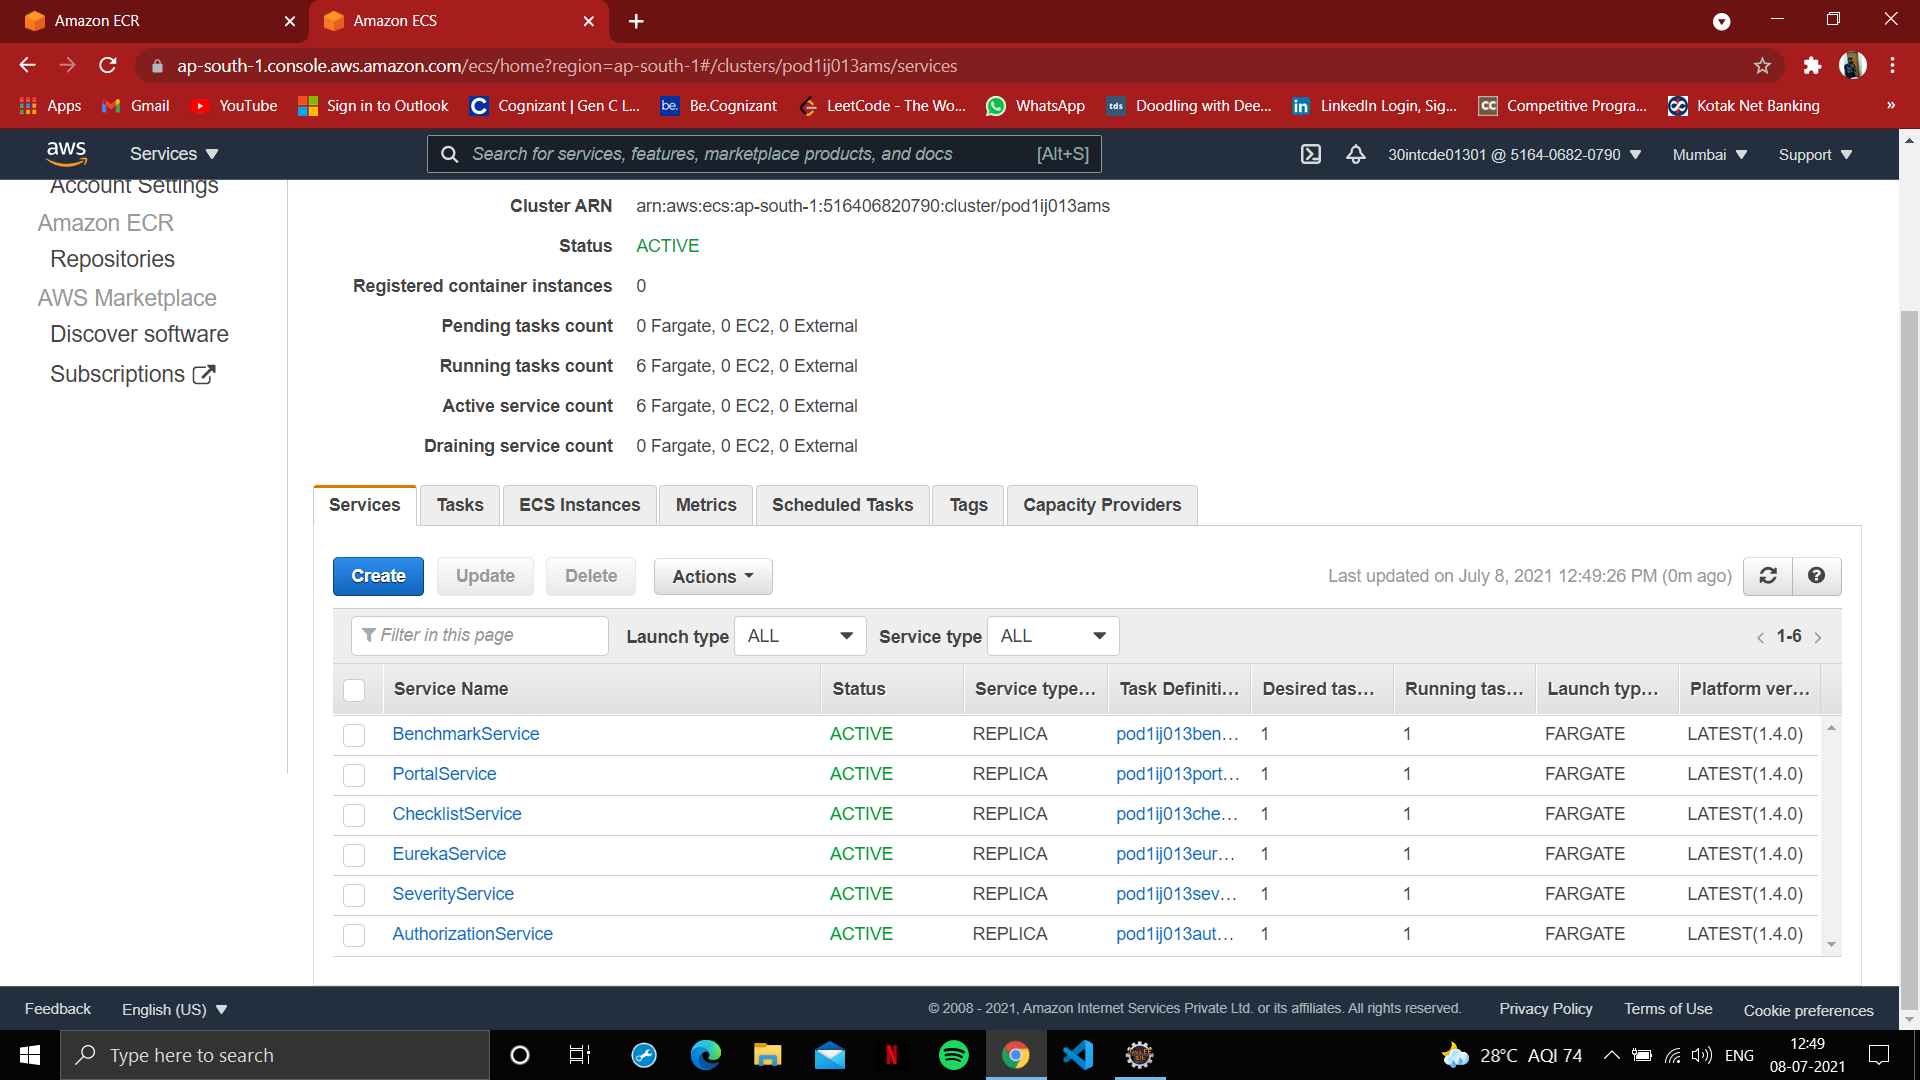 Amazon ECR
Amazon ECS
ap-south-1.console.aws.amazon.com/ecs/home?region=ap-south-1#/clusters/pod1ij013ams/services
Apps Gmail YouTube Sign in to Outlook Cognizant | Gen C L... Be.Cognizant LeetCode - The Wo... WhatsApp Doodling with Dee... LinkedIn Login, Sig... Competitive Progra... Kotak Net Banking »
aws Services Search for services, features, marketplace products, and docs [Alt+S] 30intcde01301 @ 5164-0682-0790 Mumbai Support
Account Settings
Amazon ECR
Repositories
AWS Marketplace
Discover software
Subscriptions
Cluster ARN arn:aws:ecs:ap-south-1:516406820790:cluster/pod1ij013ams
Status ACTIVE
Registered container instances 0
Pending tasks count 0 Fargate, 0 EC2, 0 External
Running tasks count 6 Fargate, 0 EC2, 0 External
Active service count 6 Fargate, 0 EC2, 0 External
Draining service count 0 Fargate, 0 EC2, 0 External
Services Tasks ECS Instances Metrics Scheduled Tasks Tags Capacity Providers
Create Update Delete Actions Last updated on July 8, 2021 12:49:26 PM (0m ago)
Filter in this page Launch type ALL Service type ALL 1-6
Service Name Status Service type... Task Definiti... Desired tas... Running tas... Launch typ... Platform ver...
BenchmarkService ACTIVE REPLICA pod1ij013ben... 1 1 FARGATE LATEST(1.4.0)
PortalService ACTIVE REPLICA pod1ij013port... 1 1 FARGATE LATEST(1.4.0)
ChecklistService ACTIVE REPLICA pod1ij013che... 1 1 FARGATE LATEST(1.4.0)
EurekaService ACTIVE REPLICA pod1ij013eur... 1 1 FARGATE LATEST(1.4.0)
SeverityService ACTIVE REPLICA pod1ij013sev... 1 1 FARGATE LATEST(1.4.0)
AuthorizationService ACTIVE REPLICA pod1ij013aut... 1 1 FARGATE LATEST(1.4.0)
Feedback English (US) © 2008 - 2021, Amazon Internet Services Private Ltd. or its affiliates. All rights reserved. Privacy Policy Terms of Use Cookie preferences
Type here to search 28°C AQI 74 ENG 12:49
08-07-2021